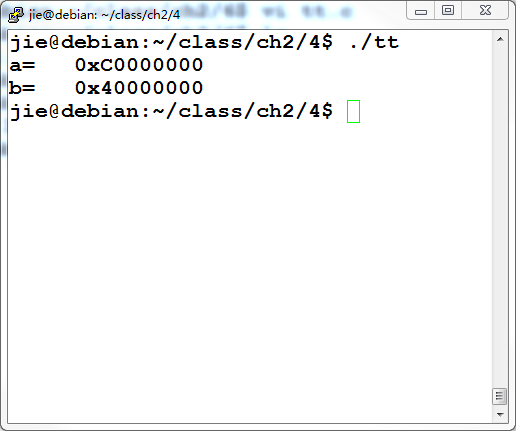 jie@debian: ~/class/ch2/4
jie@debian:~/class/ch2/4$ ./tt
a=   0xC0000000
b=   0x40000000
jie@debian:~/class/ch2/4$